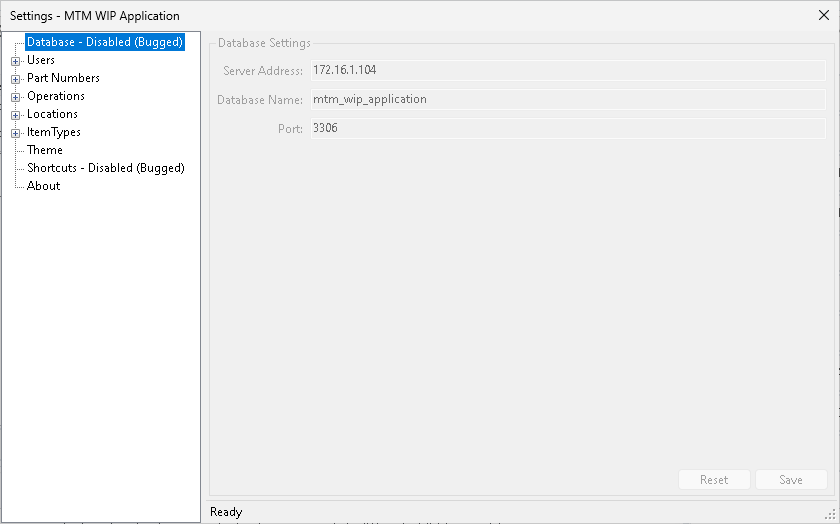 Settings - MTM WIP Application
Database - Disabled (Bugged)
Users
Part Numbers
Operations
Locations
ItemTypes
Theme
Shortcuts - Disabled (Bugged)
About
Database Settings
Server Address: 172.16.1.104
Database Name: mtm_wip_application
Port: 3306
Reset Save
Ready